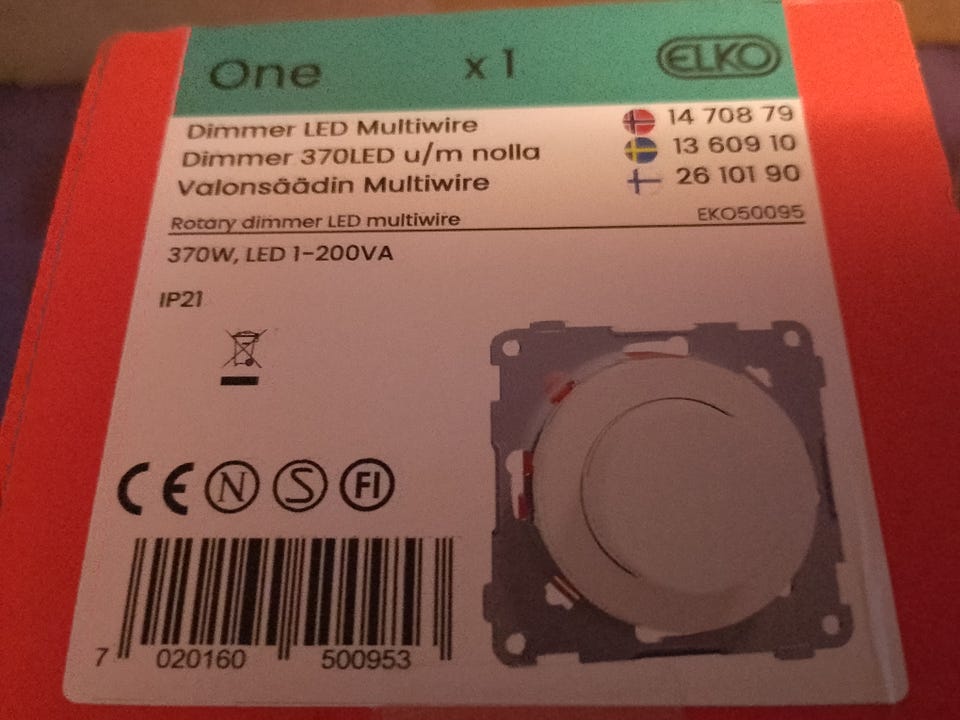 One x 1 ELKO
Dimmer LED Multiwire 14 708 79
Dimmer 370LED u/m nolla 13 609 10
Valonsäädin Multiwire 26 101 90
Rotary dimmer LED multiwire EKO50095
370W, LED 1-200VA
IP21
CE N S FI
7 020160 500953